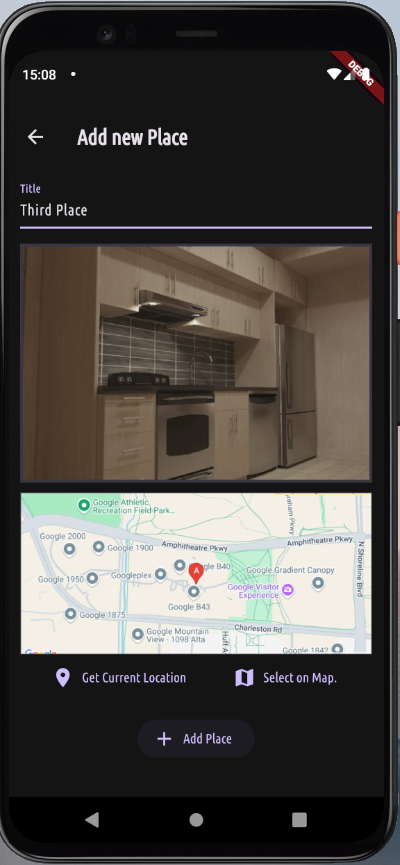 15:08
DEBUG
Add new Place
Title
Third Place
Google Athletic
Recreation Field Park...
Google 2000
Google 1900
Amphitheatre Pkwy
Amphitheatre Pkwy
N Shoreline Blvd
Google 1950
Googleplex
A
gle B40
Google Gradient Canopy
Google Visitor
Experience
Google B43
Google 1875
Google Mountain
View - 1098 Alta
Charleston Rd
Huff A
Google 1842
Google
Get Current Location
Select on Map.
Add Place